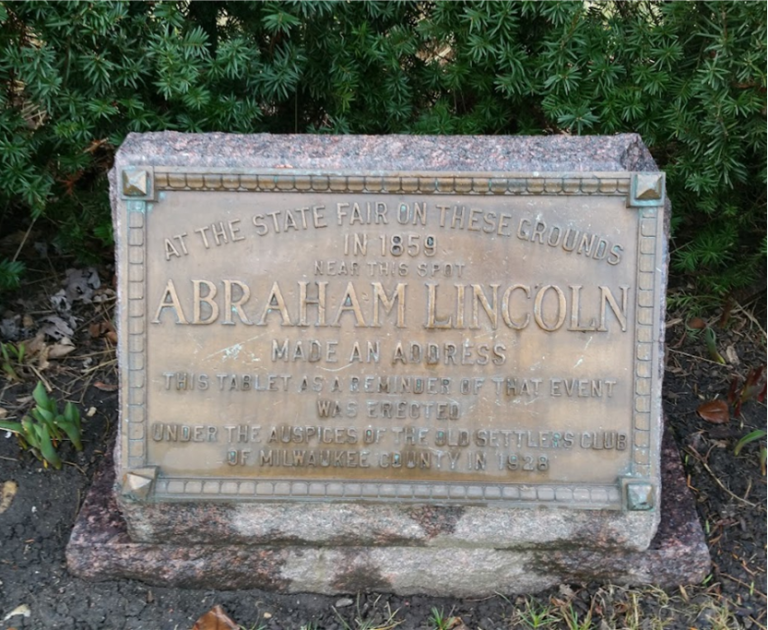 AT THE STATE FAIR ON THESE GROUNDS
IN 1859
NEAR THIS SPOT
ABRAHAM LINCOLN
MADE AN ADDRESS
THIS TABLET AS A REMINDER OF THAT EVENT
WAS ERECTED
UNDER THE AUSPICES OF THE OLD SETTLERS CLUB
OF MILWAUKEE COUNTY IN 1928